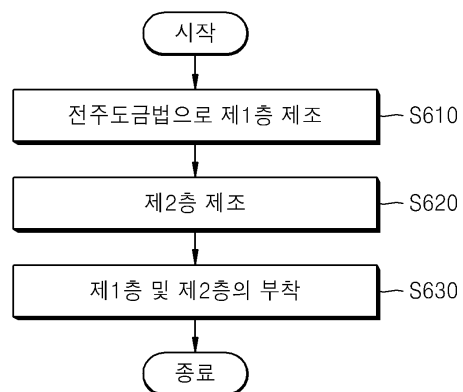 시작
전주도금법으로 제1층 제조
S610
제2층 제조
S620
제1층 및 제2층의 부착
S630
종료